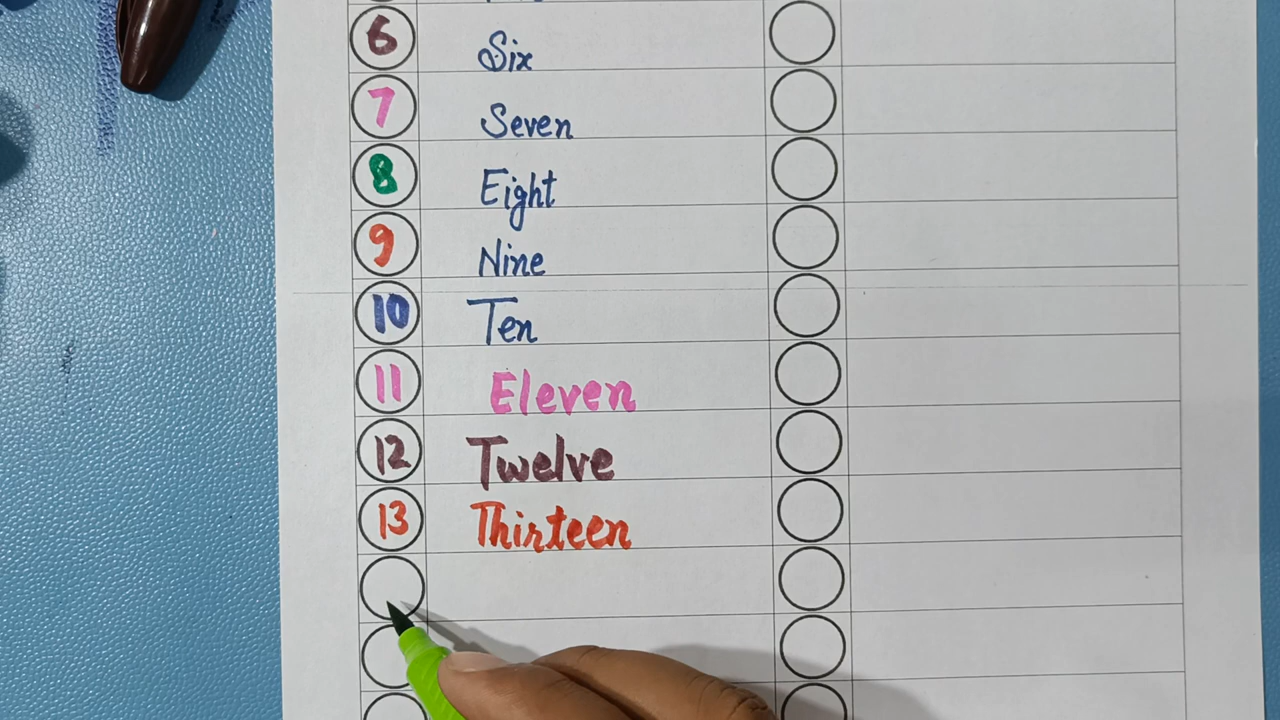 6 Six
7 Seven
8 Eight
9 Nine
10 Ten
11 Eleven
12 Twelve
13 Thirteen